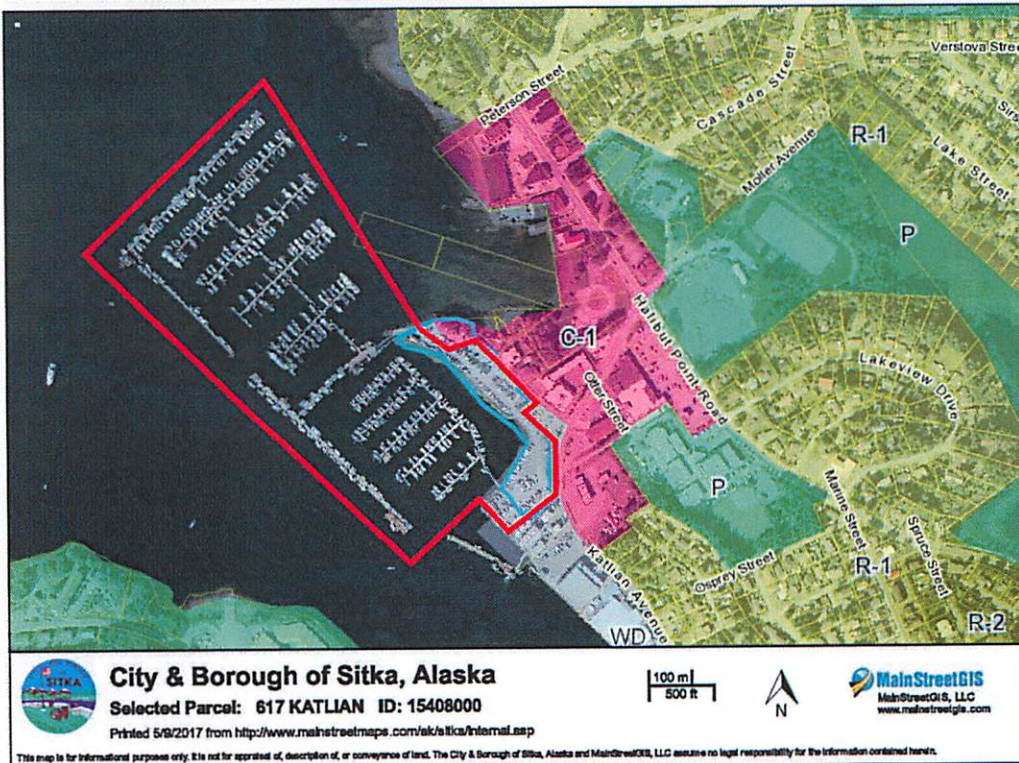 Verstova Stree
Peterson Street
Cascade Street
Sirs
R-1
Lake Street
Moller Avenue
P
Halibut Point Road
C-1
Lakeview Drive
Otter Street
P
Marine Street
Spruce Street
Katlian Avenue
Osprey Street
R-1
R-2
WD
SITKA
City & Borough of Sitka, Alaska
Selected Parcel: 617 KATLIAN ID: 15408000
Printed 5/9/2017 from http://www.mainstreetmaps.com/ak/sitka/internal.asp
100 m
500 ft
N
MainStreetGIS
MainStreetGIS, LLC
www.mainstreetgis.com
This map is for informational purposes only. It is not for appraisal of, description of, or conveyance of land. The City & Borough of Sitka, Alaska and MainStreetGIS, LLC assume no legal responsibility for the information contained herein.